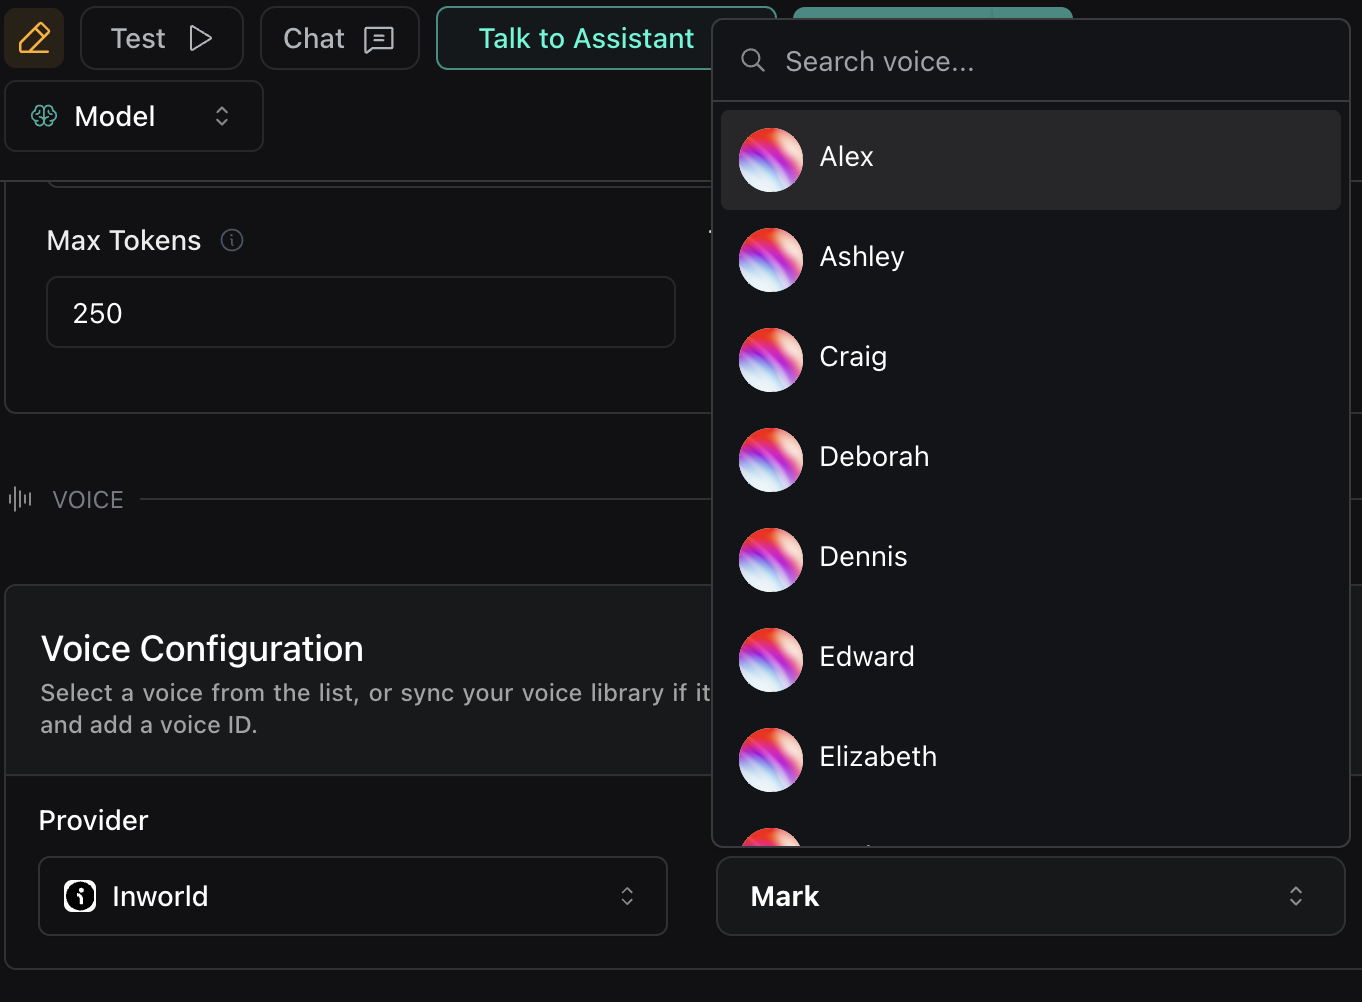 Test
Chat
Talk to Assistant
Model
Max Tokens
250
VOICE
Voice Configuration
Select a voice from the list, or sync your voice library if it
and add a voice ID.
Provider
Inworld
Search voice...
Alex
Ashley
Craig
Deborah
Dennis
Edward
Elizabeth
Mark